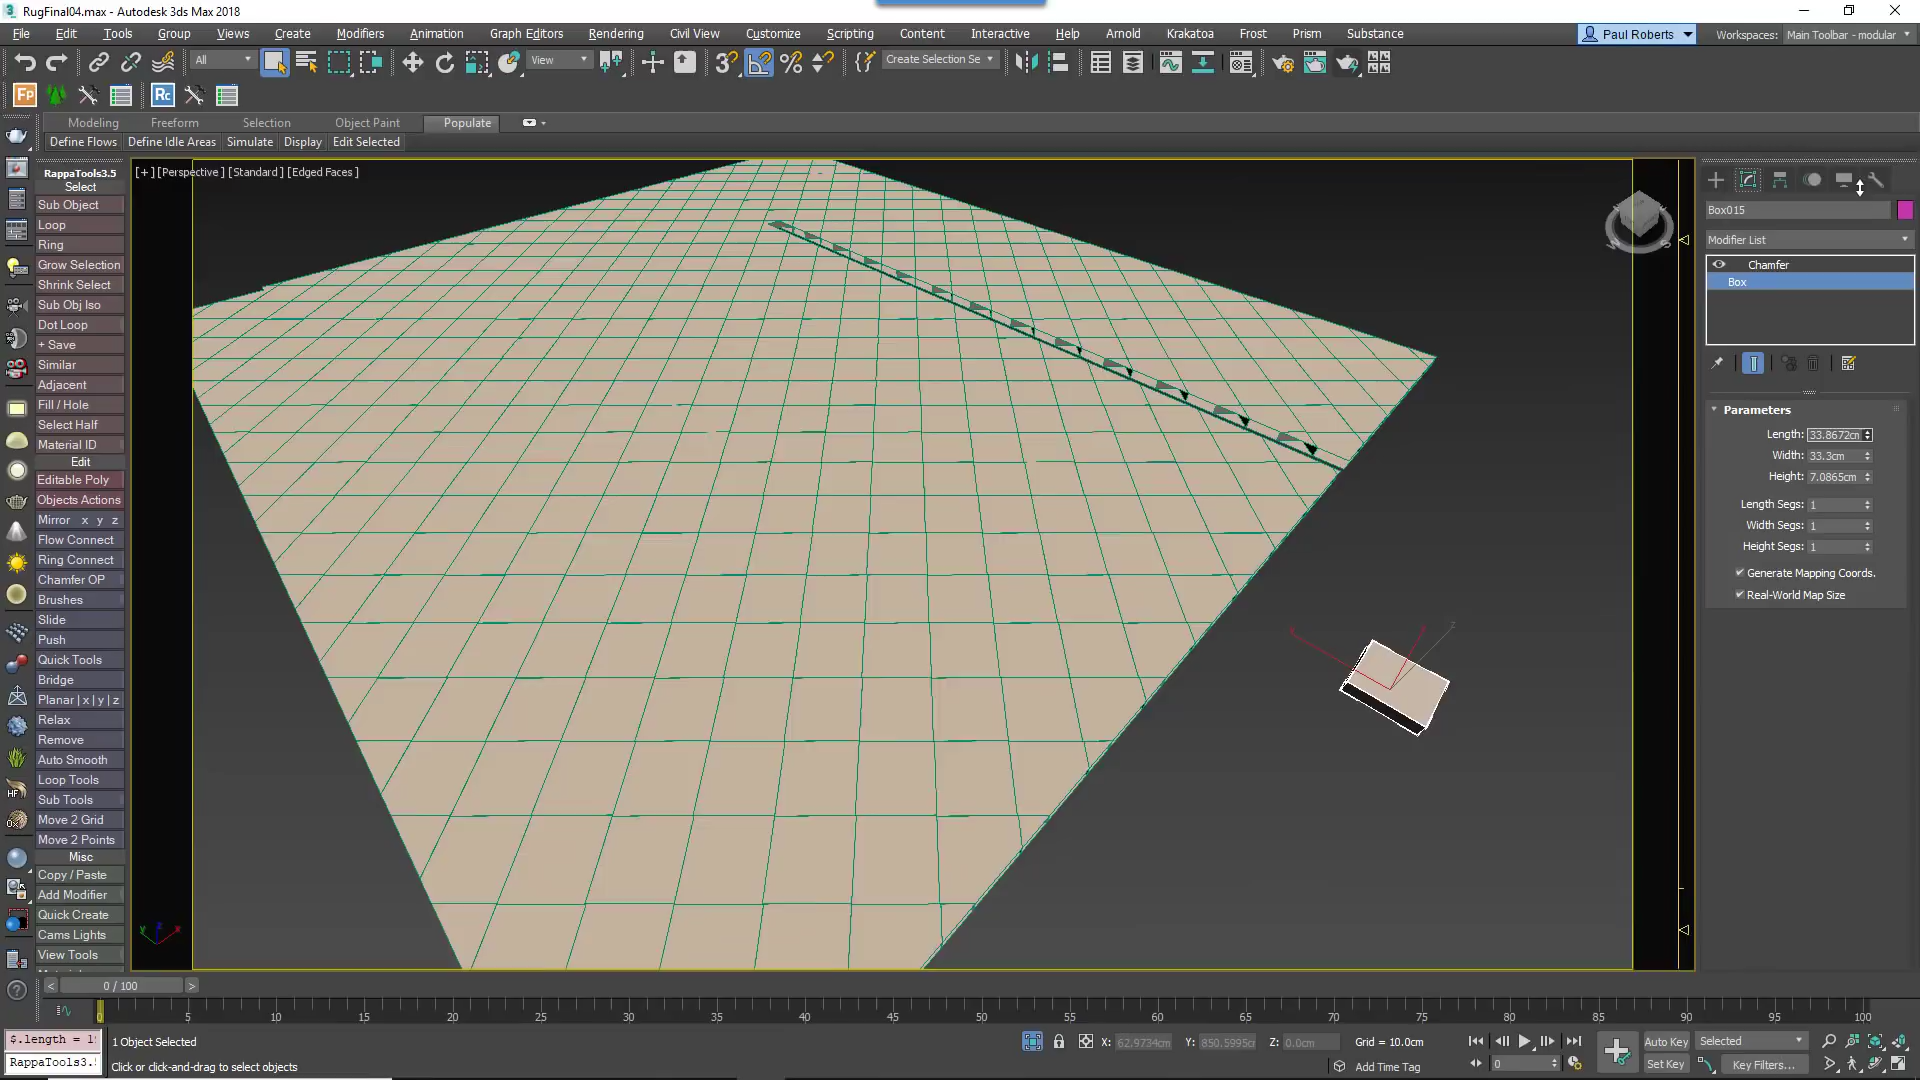 RugFinal04.max - Autodesk 3ds Max 2018
File Edit Tools Group Views Create Modifiers Animation Graph Editors Rendering Civil View Customize Scripting Content Interactive Help Arnold Krakatoa Frost Prism Substance Paul Roberts Workspaces: Main Toolbar - modular
All View Create Selection Se
Fp Rc
Modeling Freeform Selection Object Paint Populate
Define Flows Define Idle Areas Simulate Display Edit Selected
[+] [Perspective] [Standard] [Edged Faces]
RappaTools3.5
Select
Sub Object
Loop
Ring
Grow Selection
Shrink Select
Sub Obj Iso
Dot Loop
+ Save
Similar
Adjacent
Fill / Hole
Select Half
Material ID
Edit
Editable Poly
Objects Actions
Mirror x y z
Flow Connect
Ring Connect
Chamfer OP
Brushes
Slide
Push
Quick Tools
Bridge
Planar | x | y | z
Relax
Remove
Auto Smooth
Loop Tools
Sub Tools
Move 2 Grid
Move 2 Points
Misc
Copy / Paste
Add Modifier
Quick Create
Cams Lights
View Tools
Box015
Modifier List
Chamfer
Box
Parameters
Length: 33.8672cm
Width: 33.3cm
Height: 7.0865cm
Length Segs: 1
Width Segs: 1
Height Segs: 1
Generate Mapping Coords.
Real-World Map Size
< 0 / 100 >
0 5 10 15 20 25 30 35 40 45 50 55 60 65 70 75 80 85 90 95 100
$.length = 1
RappaTools3.
1 Object Selected
Click or click-and-drag to select objects
X: 62.9734cm Y: 850.5995cm Z: 0.0cm Grid = 10.0cm
Add Time Tag
0
Auto Key Selected
Set Key Key Filters...